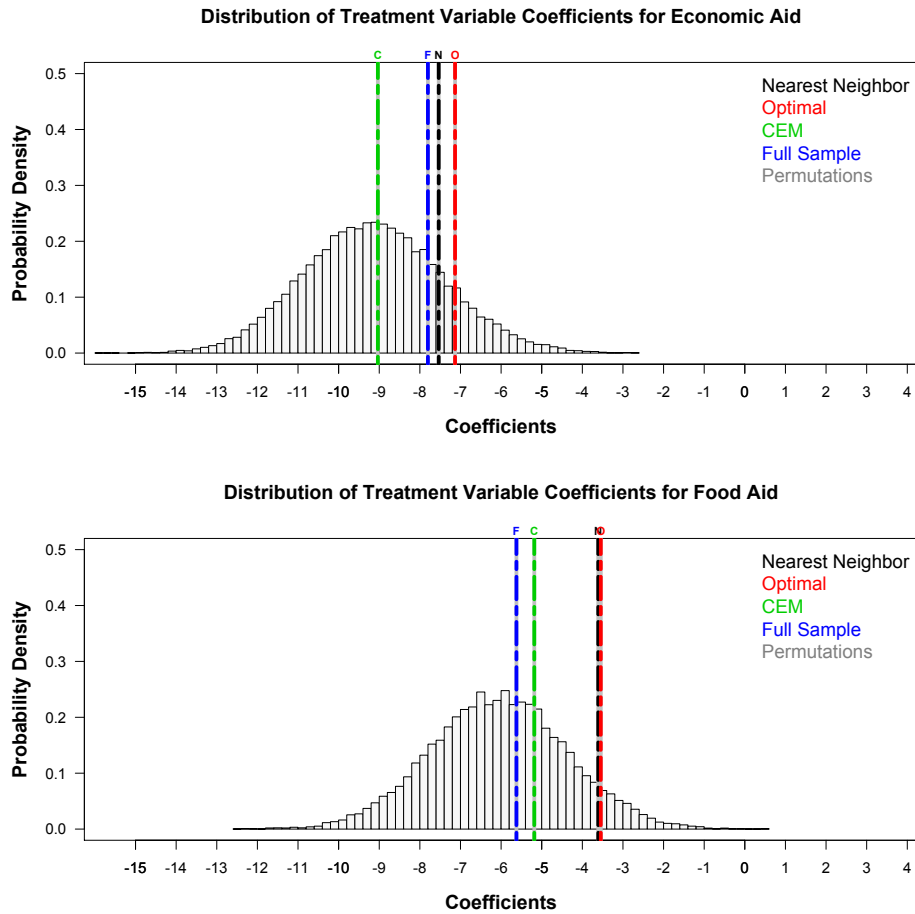 Distribution of Treatment Variable Coefficients for Economic Aid
C F N O
Probability Density
0.5
0.4
0.3
0.2
0.1
0.0
Nearest Neighbor
Optimal
CEM
Full Sample
Permutations
-15 -14 -13 -12 -11 -10 -9 -8 -7 -6 -5 -4 -3 -2 -1 0 1 2 3 4
Coefficients
Distribution of Treatment Variable Coefficients for Food Aid
F C N O
Probability Density
0.5
0.4
0.3
0.2
0.1
0.0
Nearest Neighbor
Optimal
CEM
Full Sample
Permutations
-15 -14 -13 -12 -11 -10 -9 -8 -7 -6 -5 -4 -3 -2 -1 0 1 2 3 4
Coefficients